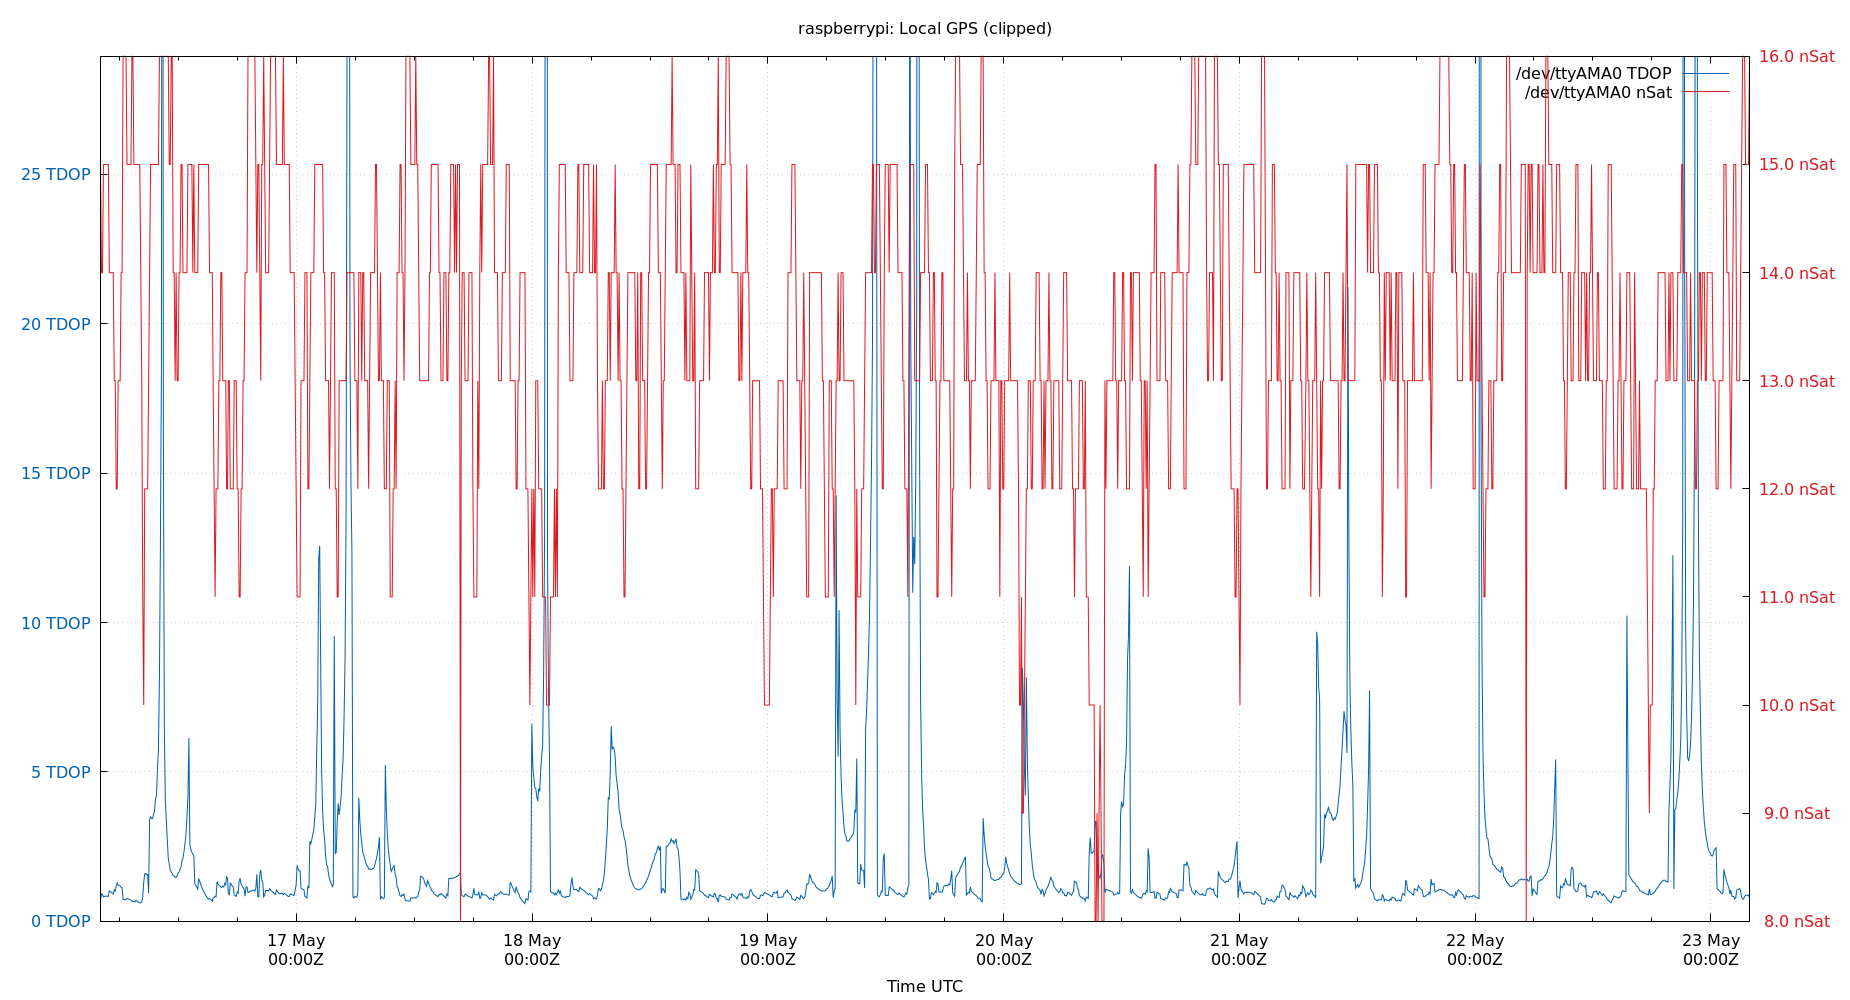 raspberrypi: Local GPS (clipped)
/dev/ttyAMA0 TDOP
/dev/ttyAMA0 nSat
25 TDOP
20 TDOP
15 TDOP
10 TDOP
5 TDOP
0 TDOP
16.0 nSat
15.0 nSat
14.0 nSat
13.0 nSat
12.0 nSat
11.0 nSat
10.0 nSat
9.0 nSat
8.0 nSat
17 May
00:00Z
18 May
00:00Z
19 May
00:00Z
20 May
00:00Z
21 May
00:00Z
22 May
00:00Z
23 May
00:00Z
Time UTC